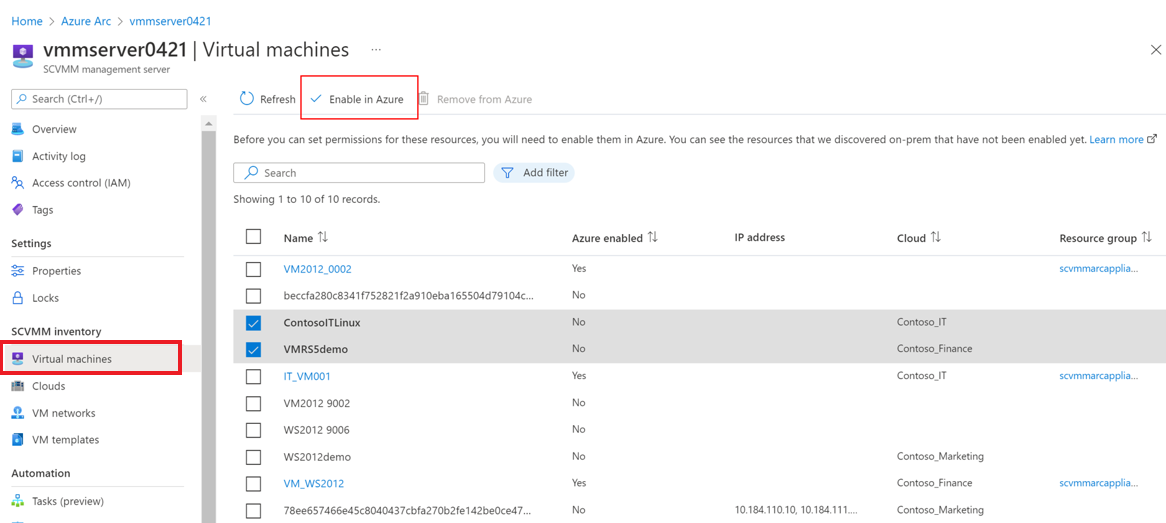 Home > Azure Arc > vmmserver0421
vmmserver0421 | Virtual machines ...
SCVMM management server
Search (Ctrl+/)
Overview
Activity log
Access control (IAM)
Tags
Settings
Properties
Locks
SCVMM inventory
Virtual machines
Clouds
VM networks
VM templates
Automation
Tasks (preview)
Refresh Enable in Azure Remove from Azure
Before you can set permissions for these resources, you will need to enable them in Azure. You can see the resources that we discovered on-prem that have not been enabled yet. Learn more
Search Add filter
Showing 1 to 10 of 10 records.
Name Azure enabled IP address Cloud Resource group
VM2012_0002 Yes scvmmarcapplia...
beccfa280c8341f752821f2a910eba165504d79104c... No
ContosoITLinux No Contoso_IT
VMRS5demo No Contoso_Finance
IT_VM001 Yes Contoso_IT scvmmarcapplia...
VM2012 9002 No
WS2012 9006 No
WS2012demo No Contoso_Marketing
VM_WS2012 Yes Contoso_Finance scvmmarcapplia...
78ee657466e45c8040437cbfa270b2fe142be0ce47... No 10.184.110.10, 10.184.111.... Contoso_Marketing